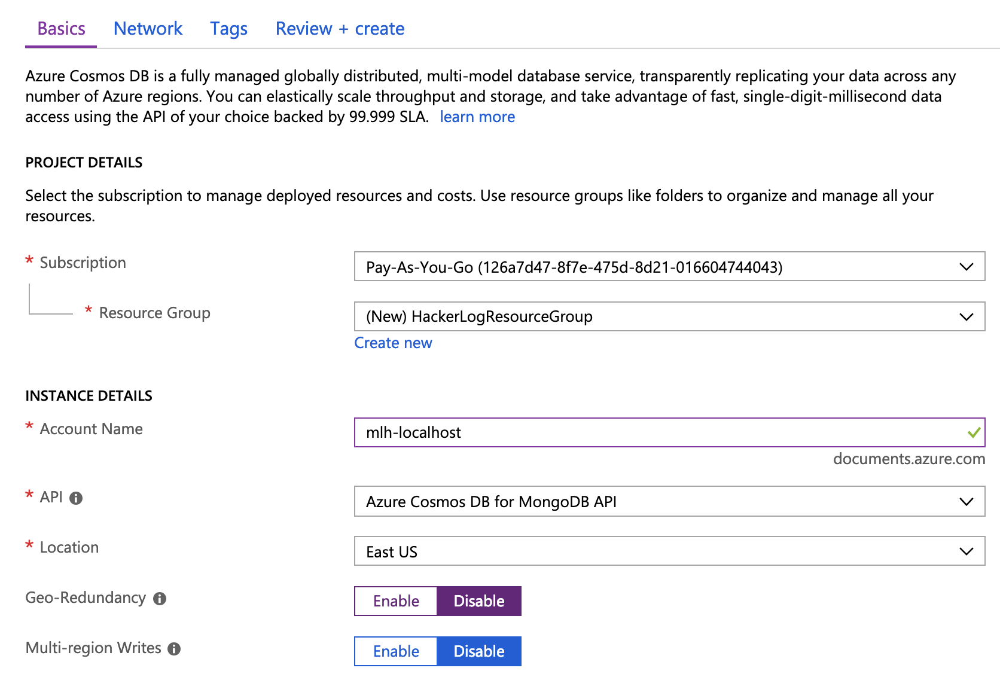 Basics Network Tags Review + create
Azure Cosmos DB is a fully managed globally distributed, multi-model database service, transparently replicating your data across any
number of Azure regions. You can elastically scale throughput and storage, and take advantage of fast, single-digit-millisecond data
access using the API of your choice backed by 99.999 SLA. learn more
PROJECT DETAILS
Select the subscription to manage deployed resources and costs. Use resource groups like folders to organize and manage all your
resources.
* Subscription Pay-As-You-Go (126a7d47-8f7e-475d-8d21-016604744043)
* Resource Group (New) HackerLogResourceGroup
Create new
INSTANCE DETAILS
* Account Name mlh-localhost
documents.azure.com
* API Azure Cosmos DB for MongoDB API
* Location East US
Geo-Redundancy Enable Disable
Multi-region Writes Enable Disable